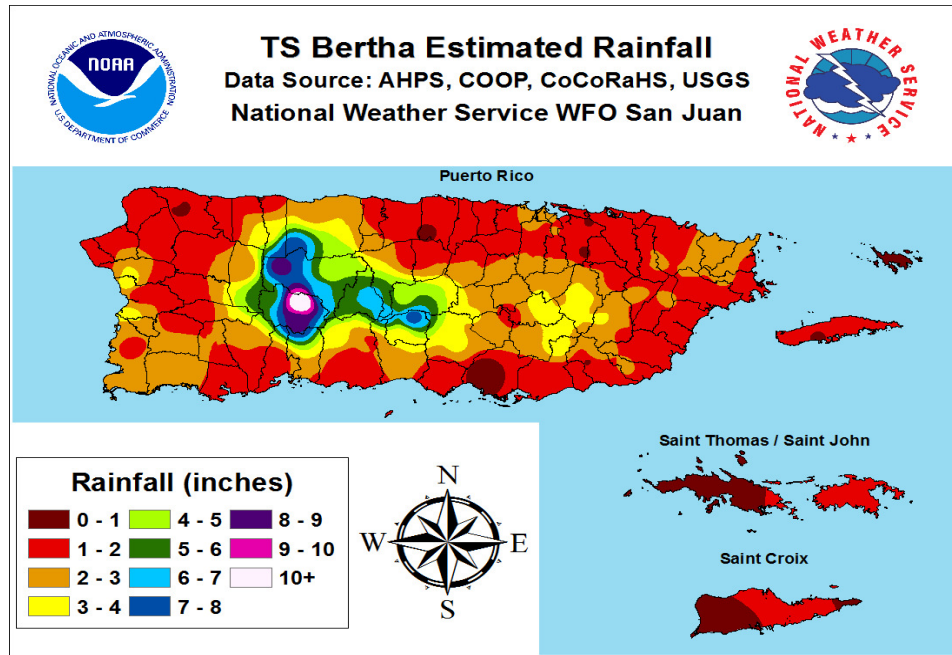 NATIONAL OCEANIC AND ATMOSPHERIC ADMINISTRATION
U.S. DEPARTMENT OF COMMERCE
NOAA
TS Bertha Estimated Rainfall
Data Source: AHPS, COOP, CoCoRaHS, USGS
National Weather Service WFO San Juan
NATIONAL WEATHER SERVICE
Puerto Rico
Saint Thomas / Saint John
Saint Croix
Rainfall (inches)
0 - 1 4 - 5 8 - 9
1 - 2 5 - 6 9 - 10
2 - 3 6 - 7 10+
3 - 4 7 - 8
N
W E
S